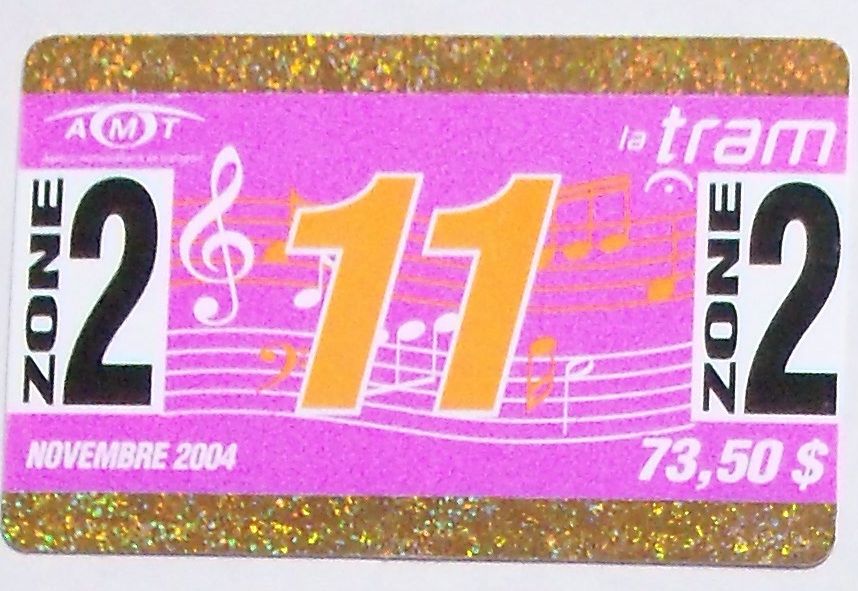 AMT
la tram
ZONE 2
11
ZONE 2
NOVEMBRE 2004
73,50 $